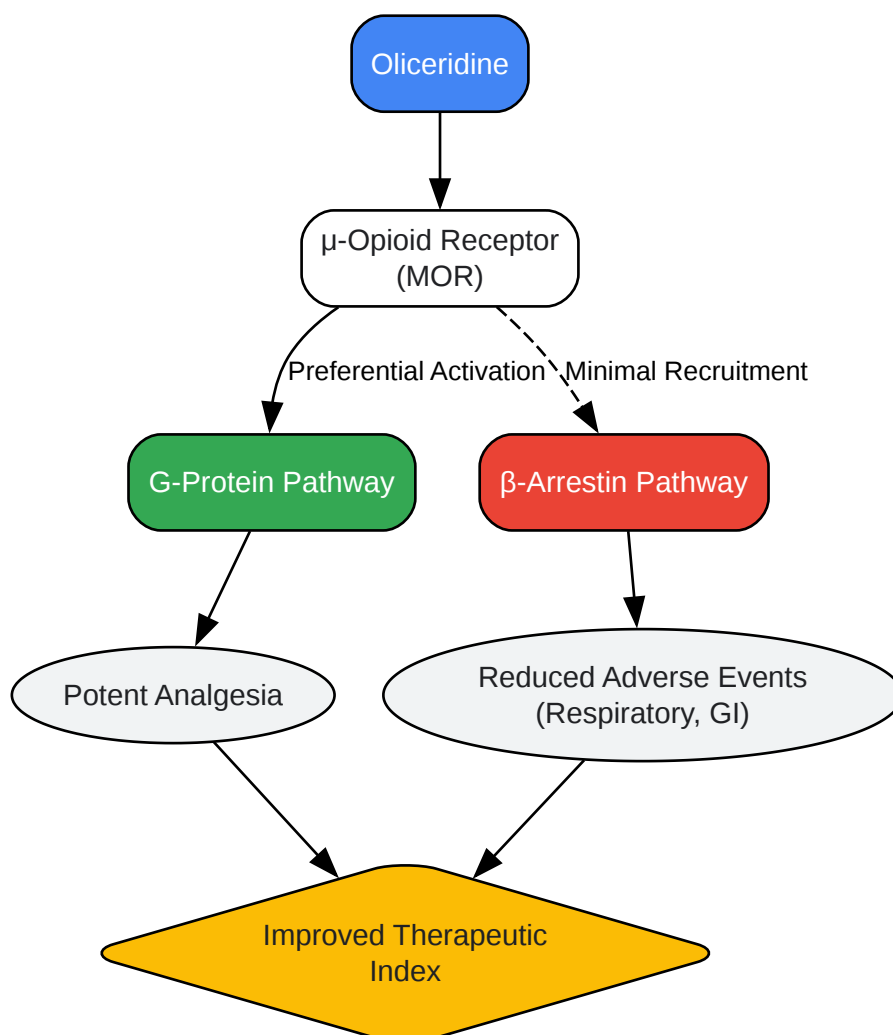 Oliceridine
μ-Opioid Receptor
(MOR)
Preferential Activation
Minimal Recruitment
G-Protein Pathway
β-Arrestin Pathway
Potent Analgesia
Reduced Adverse Events
(Respiratory, GI)
Improved Therapeutic
Index